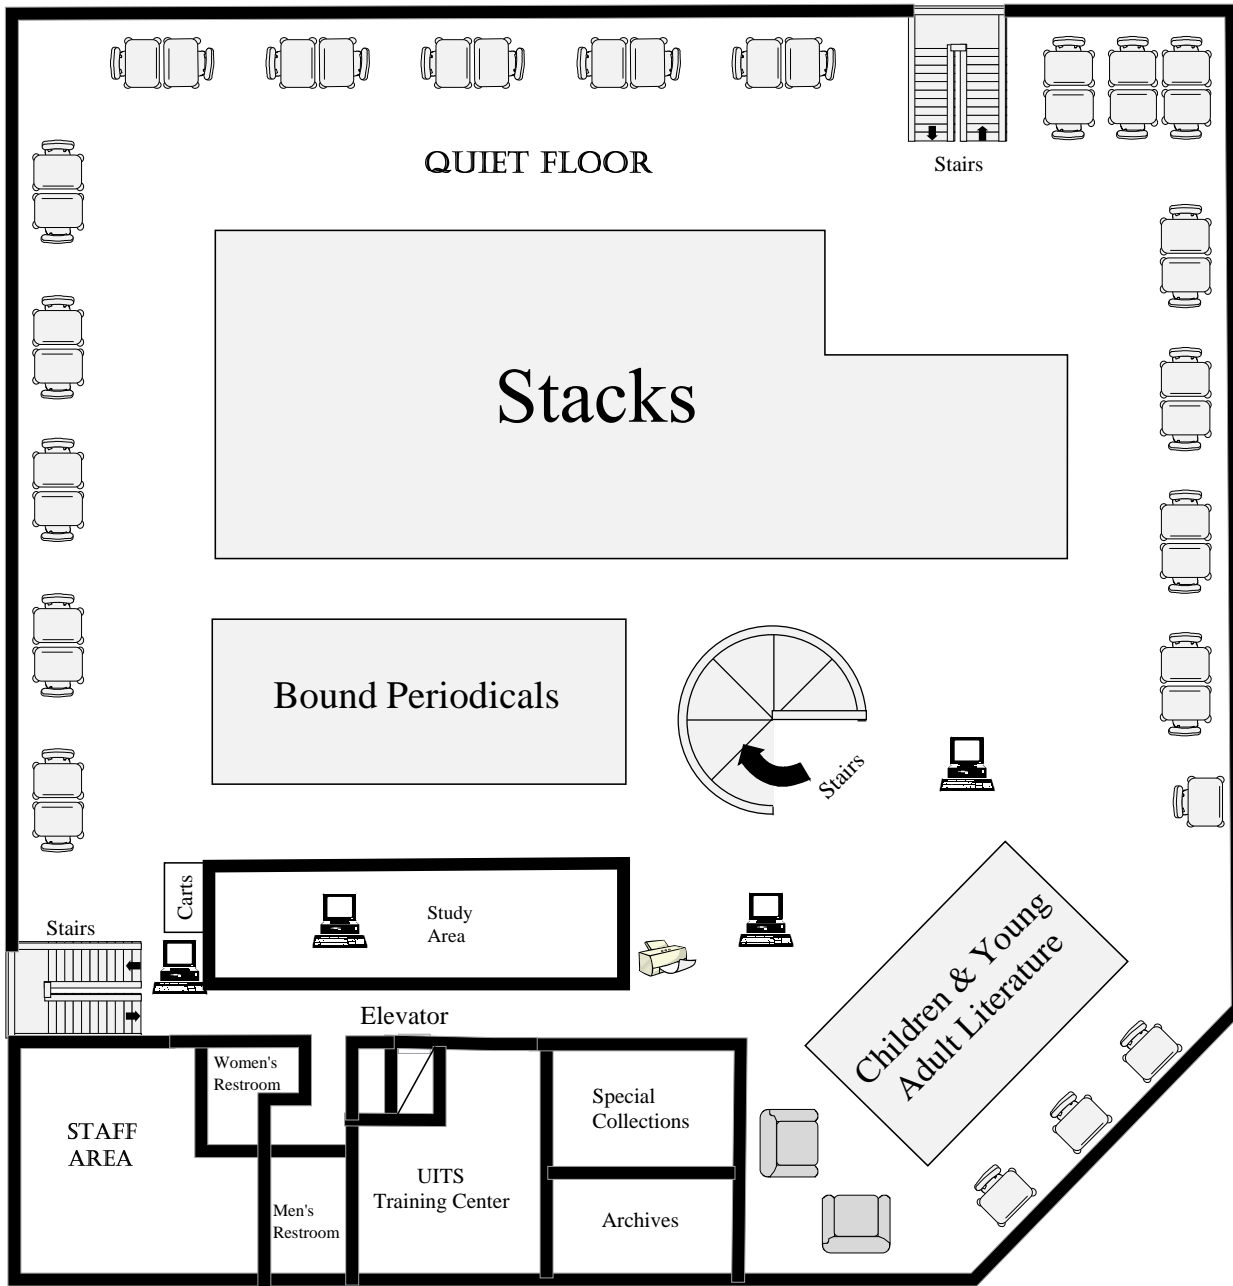 QUIET FLOOR
Stairs
Stacks
Bound Periodicals
Stairs
Carts
Study
Area
Stairs
Children & Young
Adult Literature
Elevator
Women's
Restroom
STAFF
AREA
Special
Collections
UITS
Training Center
Men's
Restroom
Archives